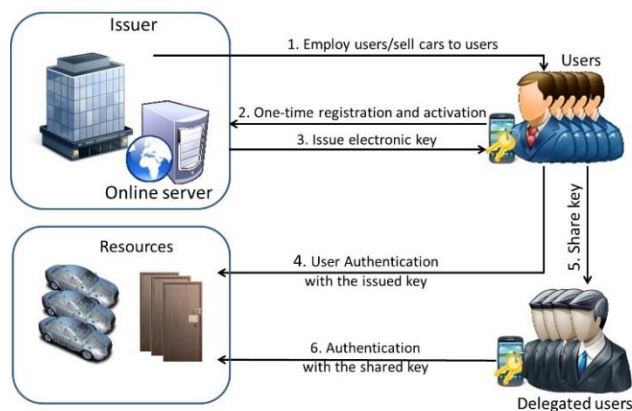 Issuer
1. Employ users/sell cars to users
Users
2. One-time registration and activation
3. Issue electronic key
Online server
Resources
4. User Authentication
with the issued key
5. Share key
6. Authentication
with the shared key
Delegated users